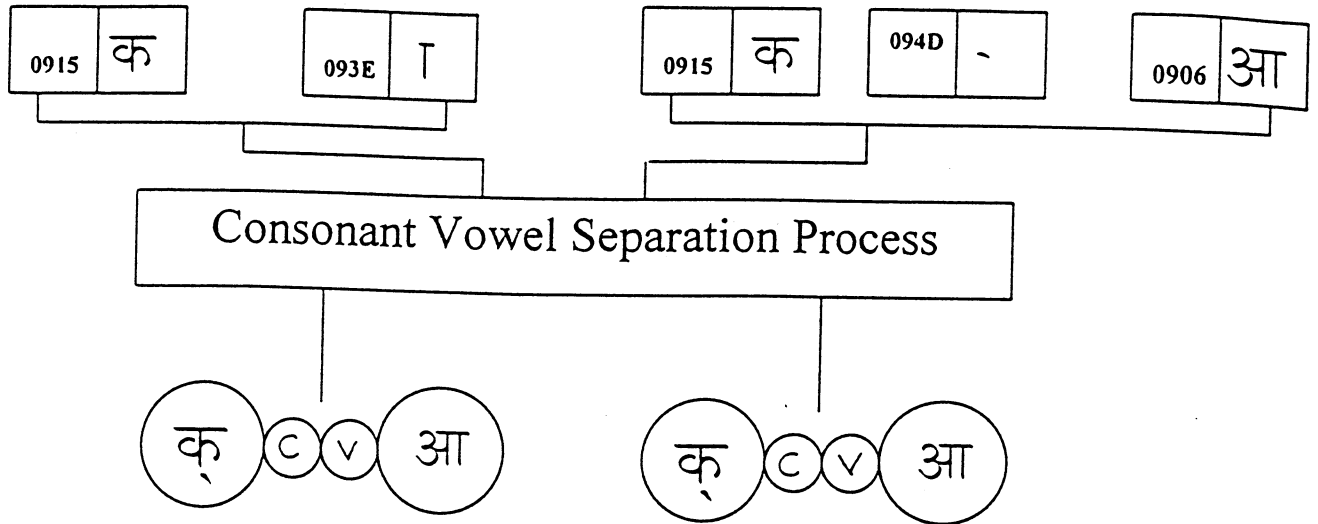 0915 क 093E ा 0915 क 094D ् 0906 आ
Consonant Vowel Separation Process
क् C V आ क् C V आ